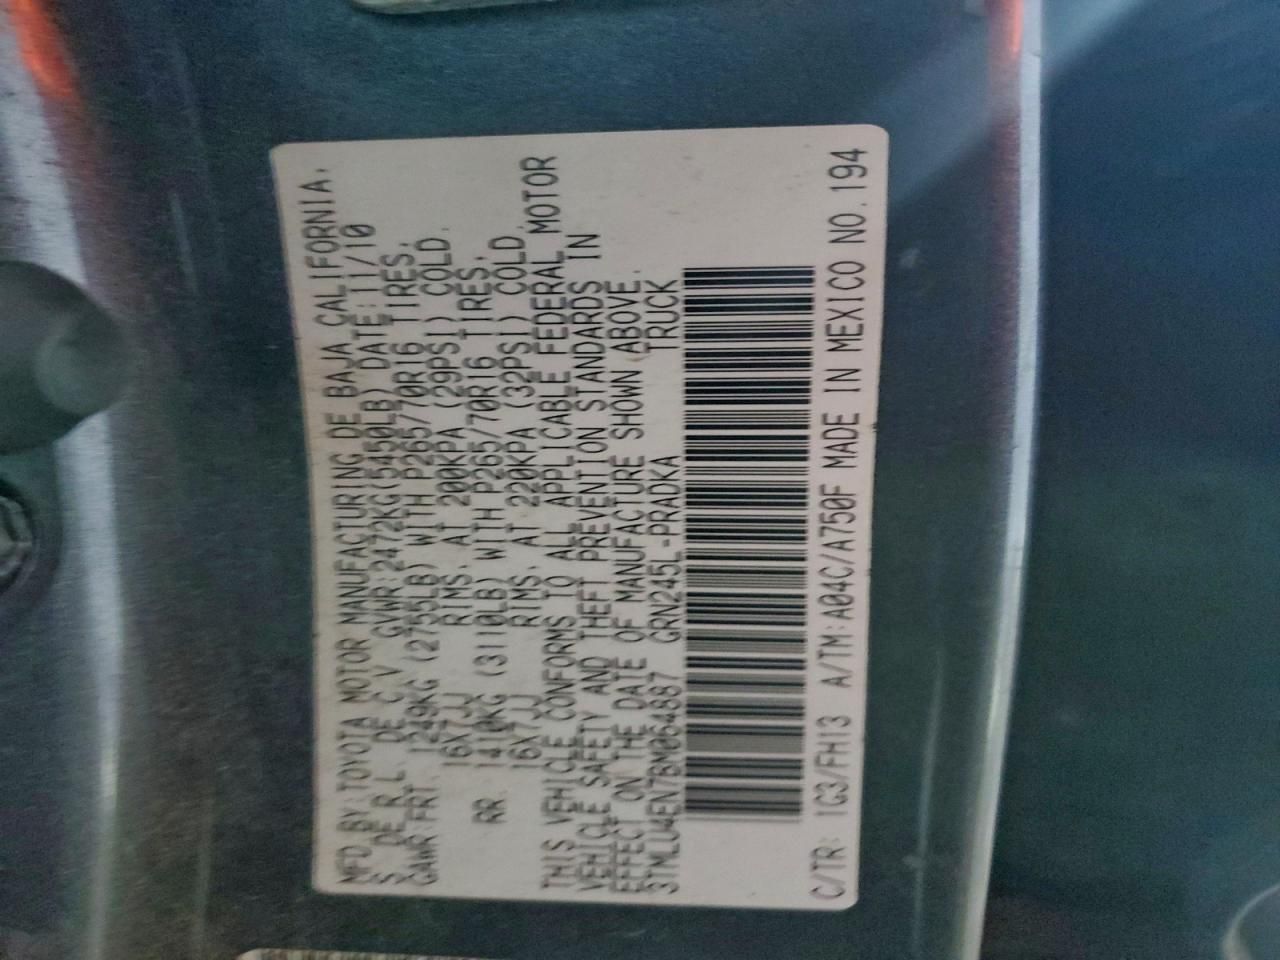 MFD BY:TOYOTA MOTOR MANUFACTURING DE BAJA CALIFORNIA,
S. DE R.L. DE C.V GVWR:2472KG(5450LB) DATE:11/10
GAWR:FRT. 1249KG (2755LB) WITH P265/70R16 TIRES,
16X7JJ RIMS, AT 200KPA (29PSI) COLD.
RR. 1410KG (3110LB) WITH P265/70R16 TIRES,
16X7JJ RIMS, AT 220KPA (32PSI) COLD.
THIS VEHICLE CONFORMS TO ALL APPLICABLE FEDERAL MOTOR
VEHICLE SAFETY AND THEFT PREVENTION STANDARDS IN
EFFECT ON THE DATE OF MANUFACTURE SHOWN ABOVE.
3TMLU4EN7BM064887 GRN245L-PRADKA TRUCK
C/TR: 1G3/FH13 A/TM:A04C/A750F MADE IN MEXICO NO.194